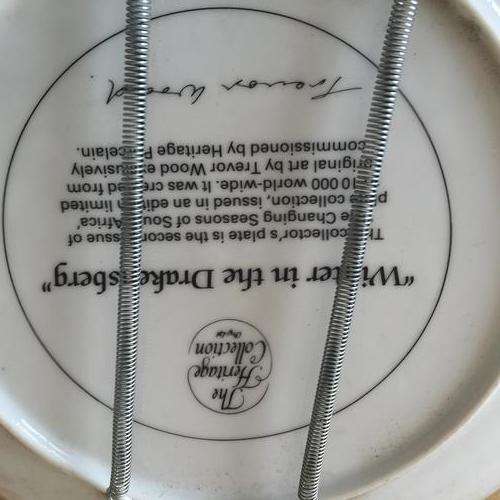 The
Heritage
Collection
(Pty) Ltd
"Winter in the Drakensberg"
The collector's plate is the second issue of
The Changing Seasons of South Africa'
plate collection, issued in an edition limited
10 000 world-wide. It was created from
original art by Trevor Wood exclusively
commissioned by Heritage Porcelain.
Trevor Wood